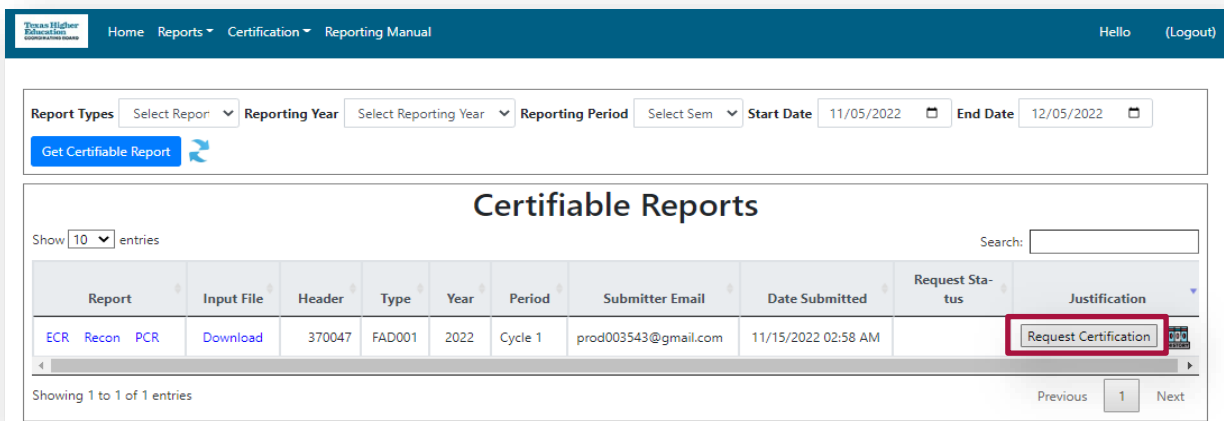 Texas Higher
Education
COORDINATING BOARD
Home Reports Certification Reporting Manual Hello (Logout)
Report Types Select Repor Reporting Year Select Reporting Year Reporting Period Select Sem Start Date 11/05/2022 End Date 12/05/2022
Get Certifiable Report
Certifiable Reports
Show 10 entries Search:
Report Input File Header Type Year Period Submitter Email Date Submitted Request Sta-
tus Justification
ECR Recon PCR Download 370047 FAD001 2022 Cycle 1 prod003543@gmail.com 11/15/2022 02:58 AM Request Certification
Showing 1 to 1 of 1 entries Previous 1 Next